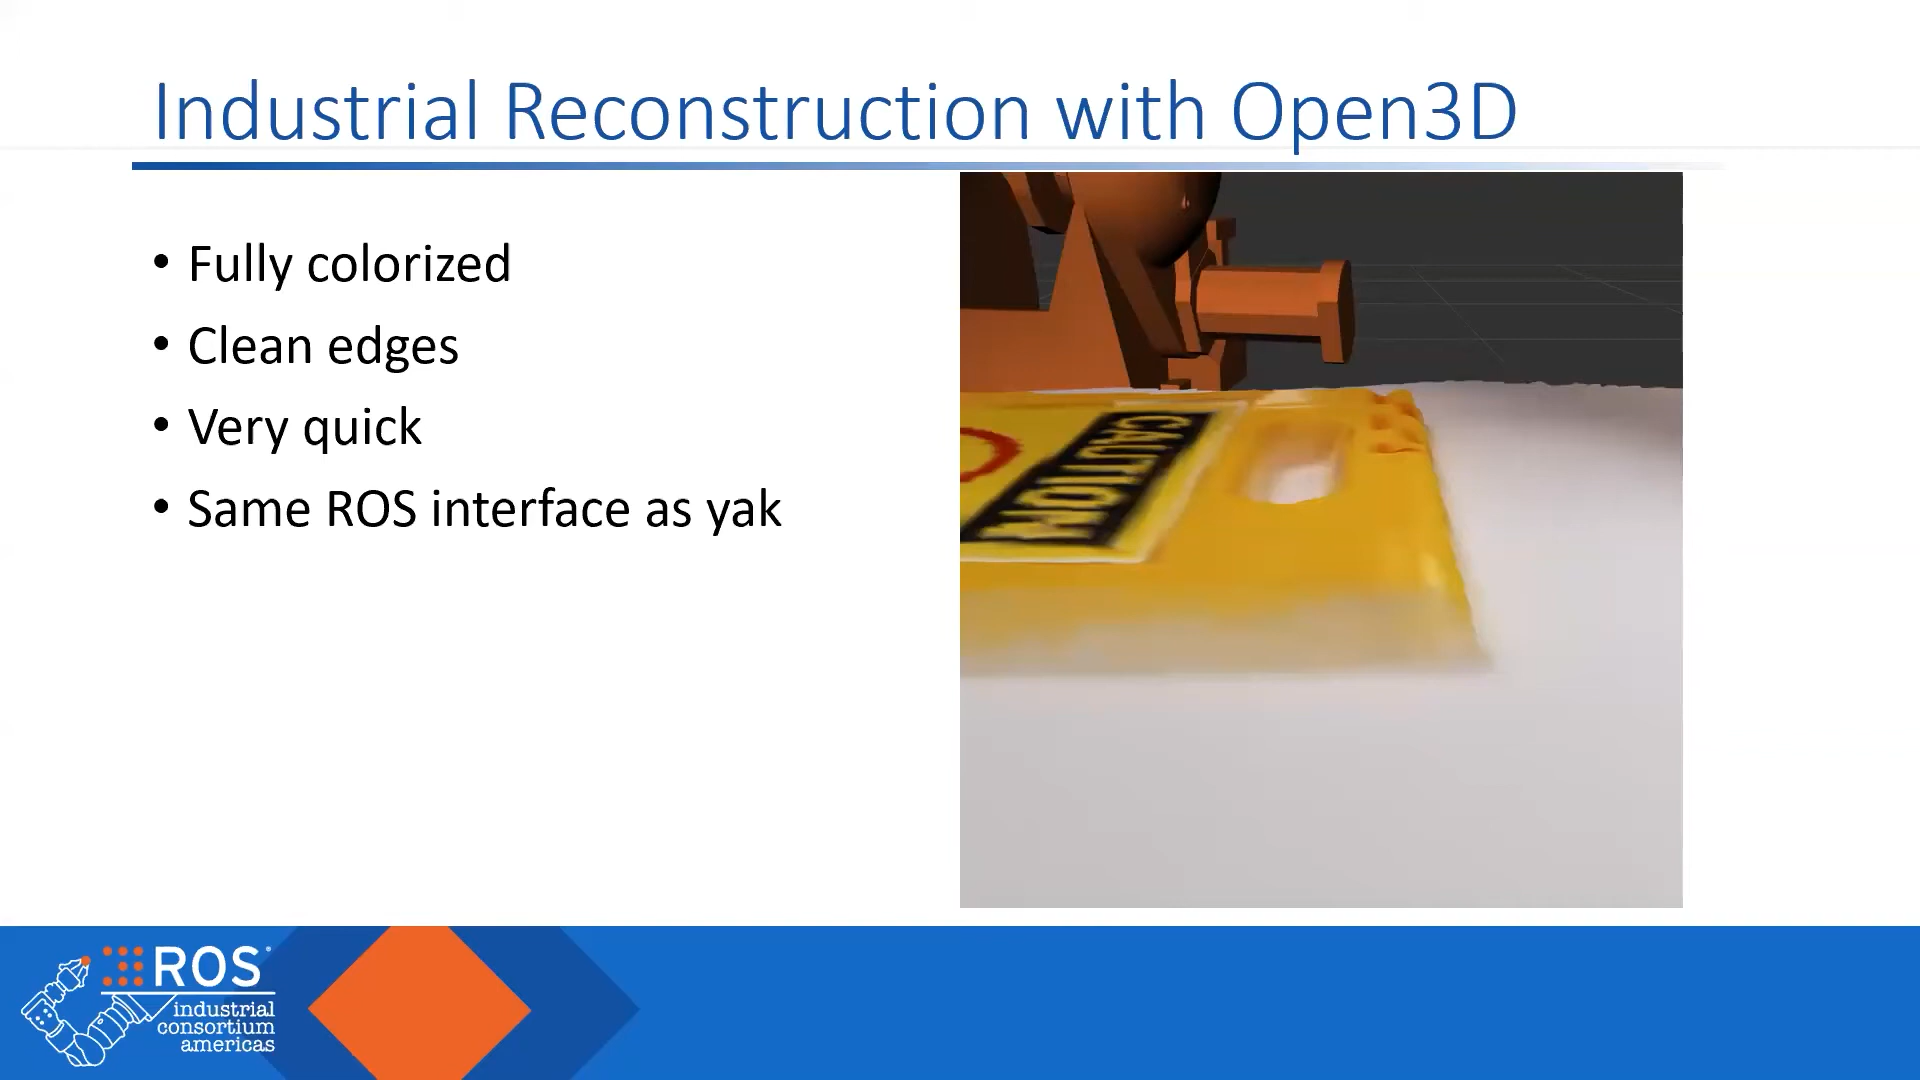 Industrial Reconstruction with Open3D
• Fully colorized
• Clean edges
• Very quick
• Same ROS interface as yak
CAUTION
ROS
industrial
consortium
americas